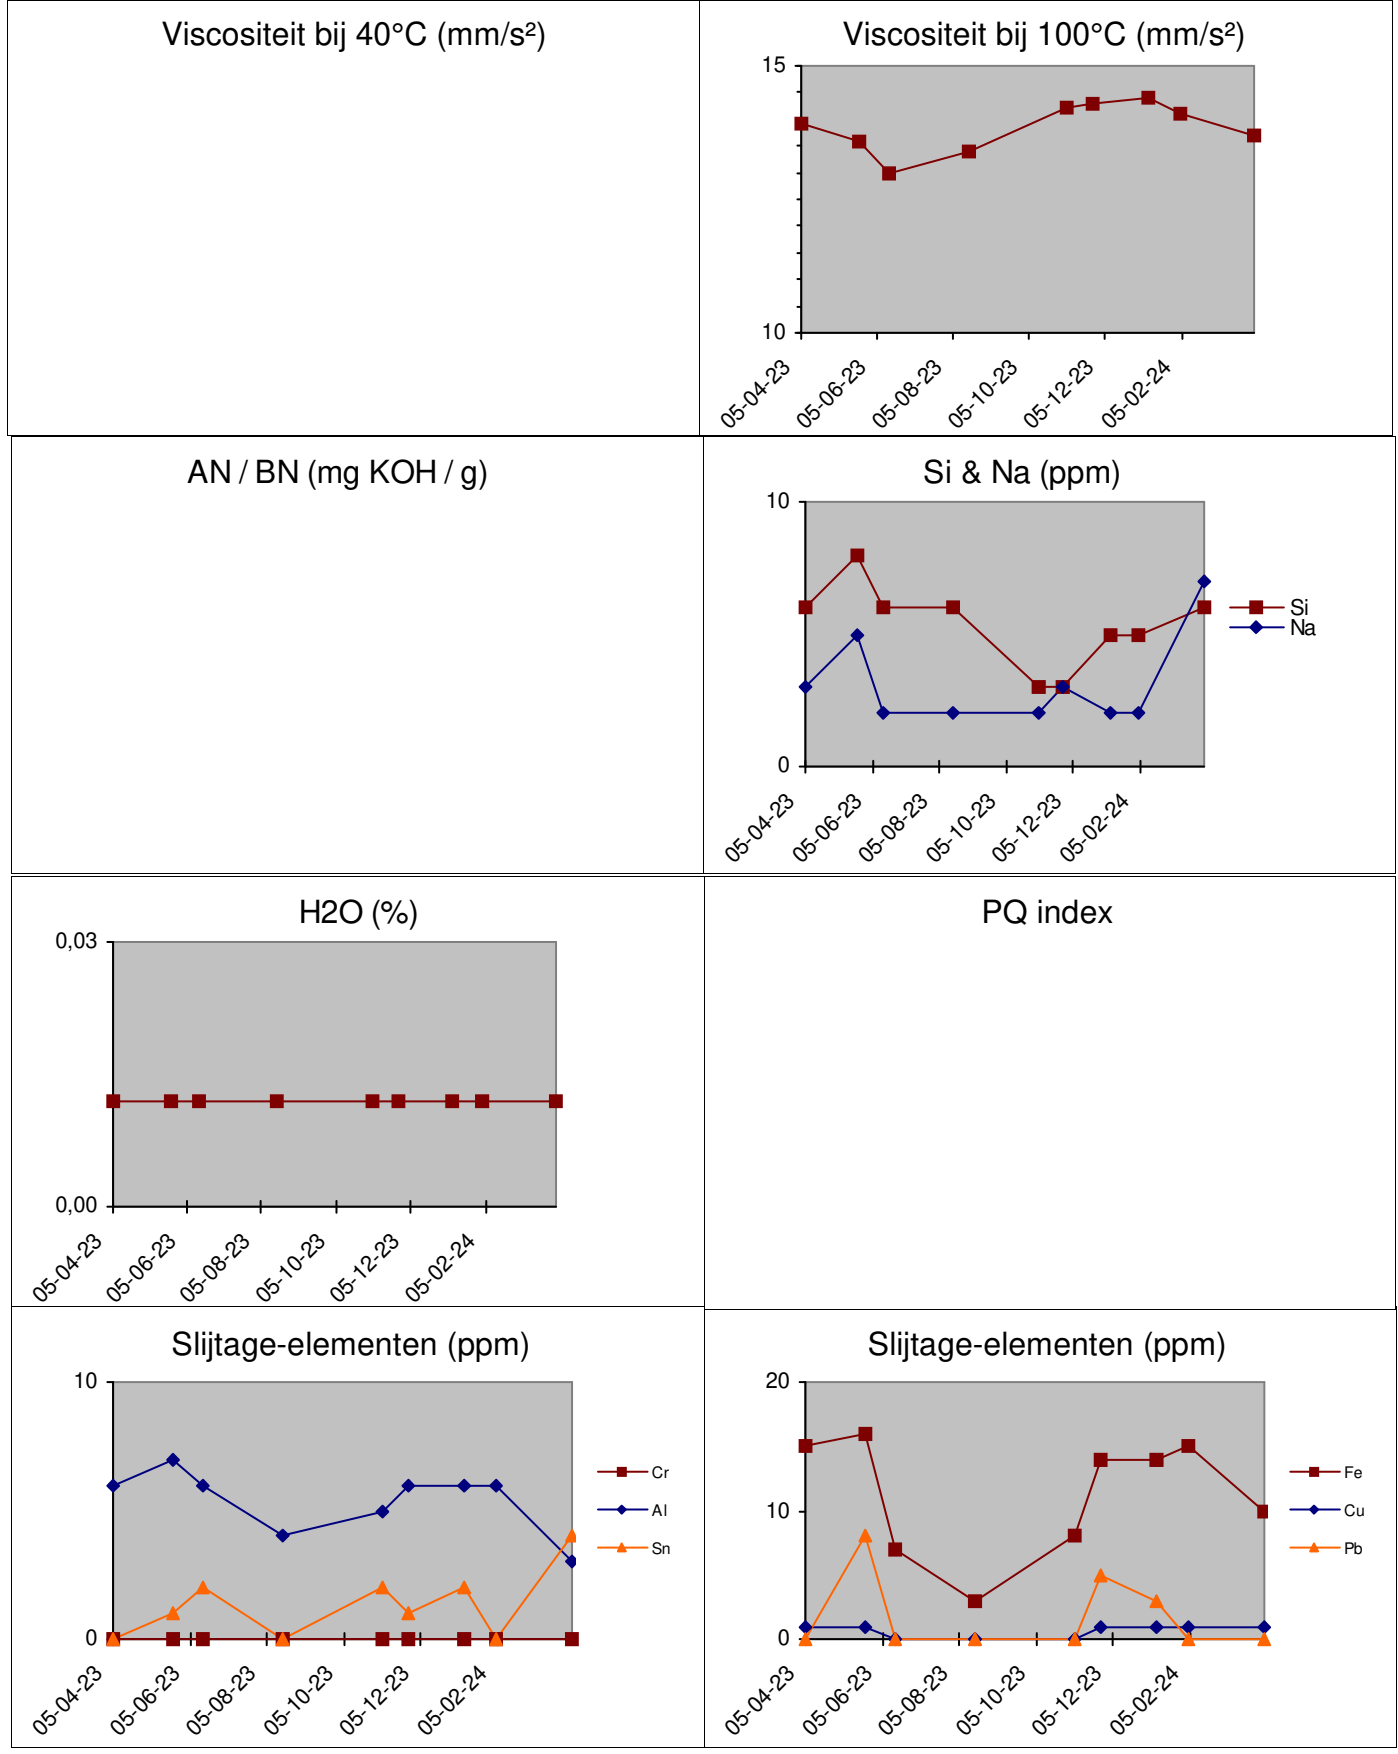 Viscositeit bij 40°C (mm/s²)
Viscositeit bij 100°C (mm/s²)
15
10
05-04-23
05-06-23
05-08-23
05-10-23
05-12-23
05-02-24
AN / BN (mg KOH / g)
Si & Na (ppm)
10
0
Si
Na
05-04-23
05-06-23
05-08-23
05-10-23
05-12-23
05-02-24
H2O (%)
0,03
0,00
05-04-23
05-06-23
05-08-23
05-10-23
05-12-23
05-02-24
PQ index
Slijtage-elementen (ppm)
10
0
Cr
Al
Sn
05-04-23
05-06-23
05-08-23
05-10-23
05-12-23
05-02-24
Slijtage-elementen (ppm)
20
10
0
Fe
Cu
Pb
05-04-23
05-06-23
05-08-23
05-10-23
05-12-23
05-02-24